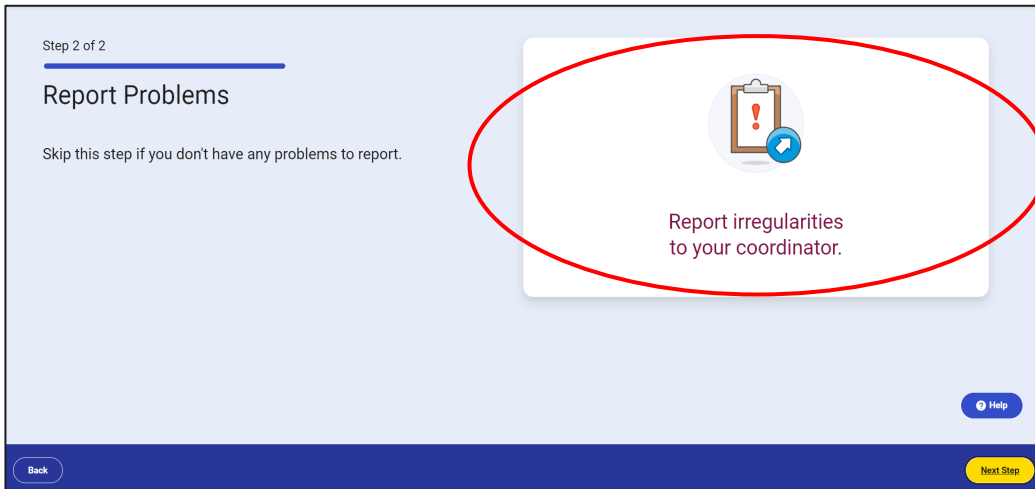 Step 2 of 2
Report Problems
Skip this step if you don't have any problems to report.
Report irregularities
to your coordinator.
Help
Back
Next Step